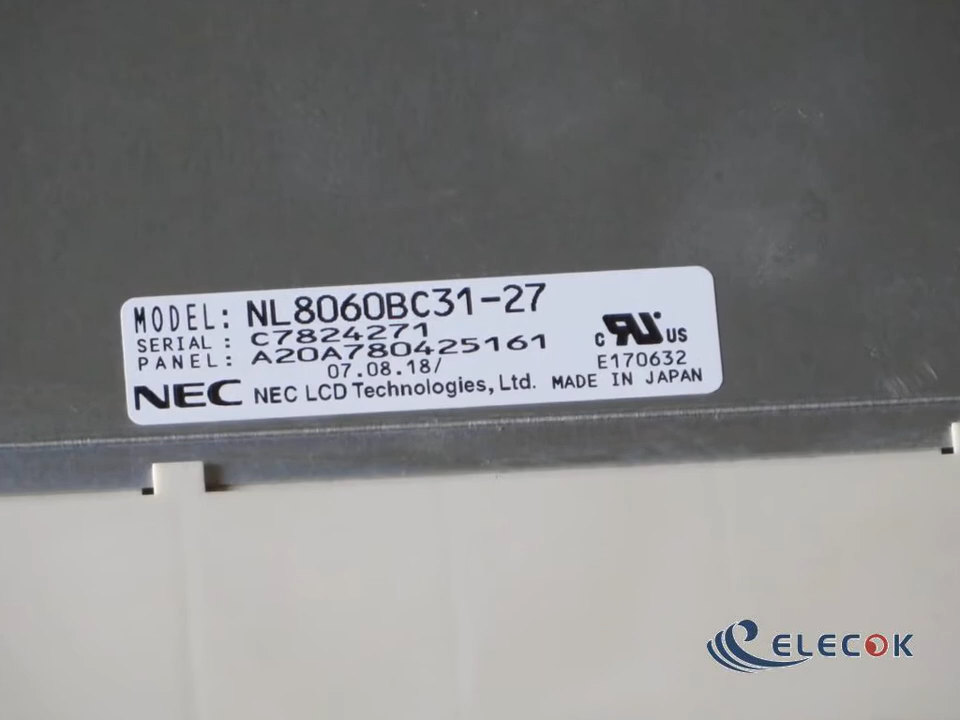 MODEL: NL8060BC31-27
SERIAL: C7824271
PANEL: A20A780425161
07.08.18/
NEC NEC LCD Technologies, Ltd.
c RU US
E170632
MADE IN JAPAN
ELECOK